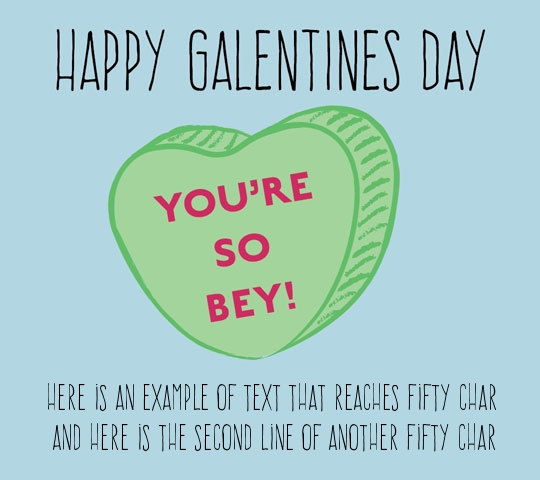 HAPPY GALENTINES DAY
YOU'RE
SO
BEY!
HERE IS AN EXAMPLE OF TEXT THAT REACHES FIFTY CHAR
AND HERE IS THE SECOND LINE OF ANOTHER FIFTY CHAR